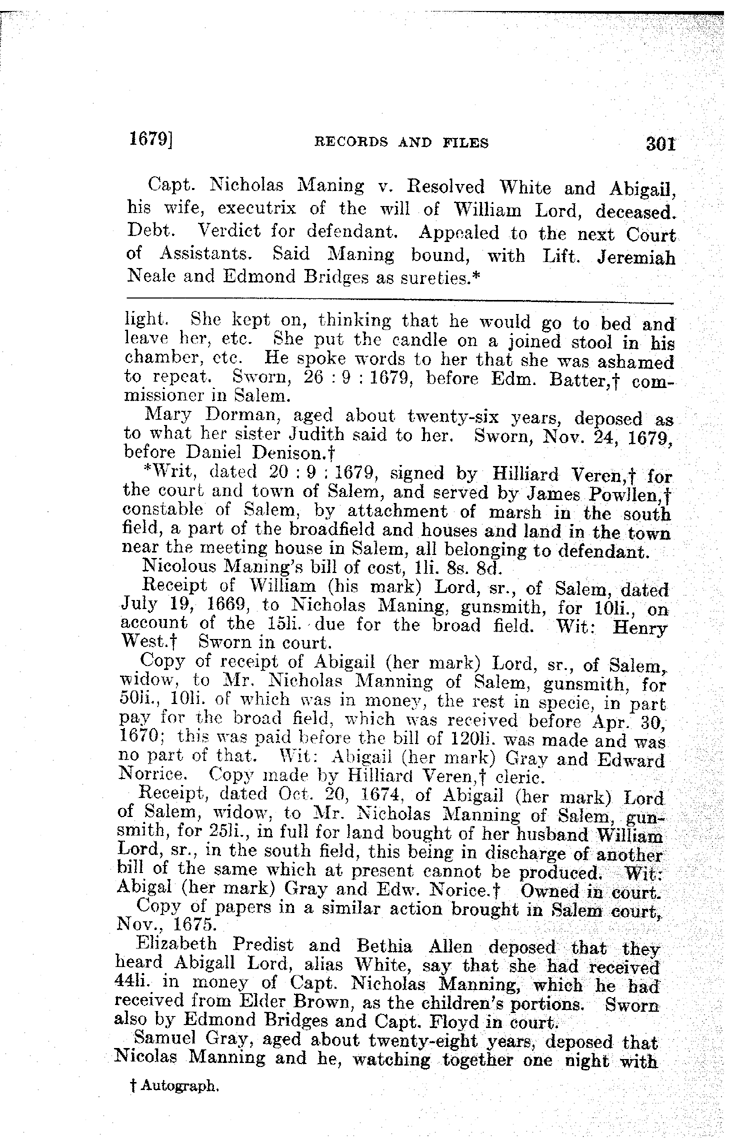 1679] RECORDS AND FILES 301
Capt. Nicholas Maning v. Resolved White and Abigail,
his wife, executrix of the will of William Lord, deceased.
Debt. Verdict for defendant. Appealed to the next Court
of Assistants. Said Maning bound, with Lift. Jeremiah
Neale and Edmond Bridges as sureties.*
light. She kept on, thinking that he would go to bed and
leave her, etc. She put the candle on a joined stool in his
chamber, etc. He spoke words to her that she was ashamed
to repeat. Sworn, 26 : 9 : 1679, before Edm. Batter,† com-
missioner in Salem.
Mary Dorman, aged about twenty-six years, deposed as
to what her sister Judith said to her. Sworn, Nov. 24, 1679,
before Daniel Denison.†
*Writ, dated 20 : 9 : 1679, signed by Hilliard Veren,† for
the court and town of Salem, and served by James Powllen,†
constable of Salem, by attachment of marsh in the south
field, a part of the broadfield and houses and land in the town
near the meeting house in Salem, all belonging to defendant.
Nicolous Maning's bill of cost, 1li. 8s. 8d.
Receipt of William (his mark) Lord, sr., of Salem, dated
July 19, 1669, to Nicholas Maning, gunsmith, for 10li., on
account of the 15li. due for the broad field. Wit: Henry
West.† Sworn in court.
Copy of receipt of Abigail (her mark) Lord, sr., of Salem,
widow, to Mr. Nicholas Manning of Salem, gunsmith, for
50li., 10li. of which was in money, the rest in specie, in part
pay for the broad field, which was received before Apr. 30,
1670; this was paid before the bill of 120li. was made and was
no part of that. Wit: Abigail (her mark) Gray and Edward
Norrice. Copy made by Hilliard Veren,† cleric.
Receipt, dated Oct. 20, 1674, of Abigail (her mark) Lord
of Salem, widow, to Mr. Nicholas Manning of Salem, gun-
smith, for 25li., in full for land bought of her husband William
Lord, sr., in the south field, this being in discharge of another
bill of the same which at present cannot be produced. Wit:
Abigal (her mark) Gray and Edw. Norice.† Owned in court.
Copy of papers in a similar action brought in Salem court,
Nov., 1675.
Elizabeth Predist and Bethia Allen deposed that they
heard Abigall Lord, alias White, say that she had received
44li. in money of Capt. Nicholas Manning, which he had
received from Elder Brown, as the children's portions. Sworn
also by Edmond Bridges and Capt. Floyd in court.
Samuel Gray, aged about twenty-eight years, deposed that
Nicolas Manning and he, watching together one night with
† Autograph.